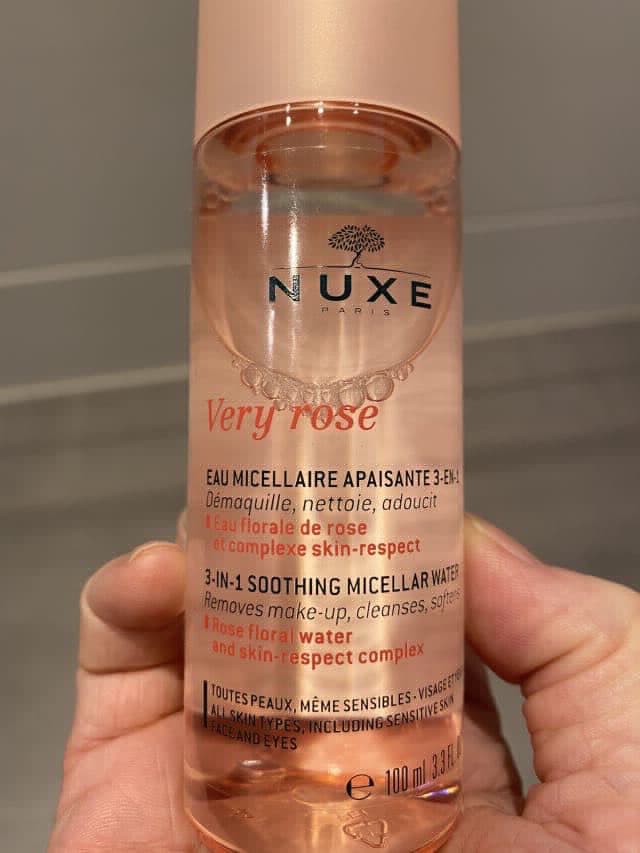 NUXE
PARIS
Very rose
EAU MICELLAIRE APAISANTE 3-EN-1
Démaquille, nettoie, adoucit
Eau florale de rose
et complexe skin-respect
3-IN-1 SOOTHING MICELLAR WATER
Removes make-up, cleanses, softens
Rose floral water
and skin-respect complex
TOUTES PEAUX, MÊME SENSIBLES - VISAGE ET
ALL SKIN TYPES, INCLUDING SENSITIVE SKIN
FACE AND EYES
℮ 100 ml 3.3 FL.